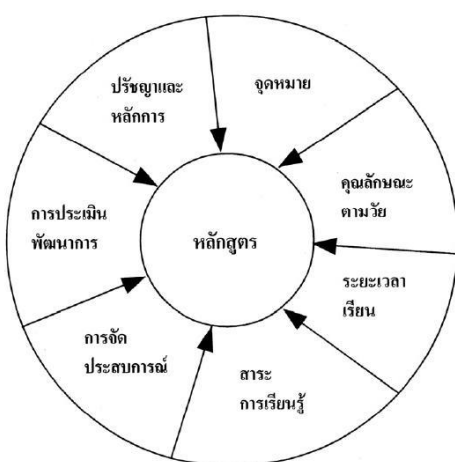 ปรัชญาและ
หลักการ
จุดหมาย
คุณลักษณะ
ตามวัย
ระยะเวลา
เรียน
สาระ
การเรียนรู้
การจัด
ประสบการณ์
การประเมิน
พัฒนาการ
หลักสูตร